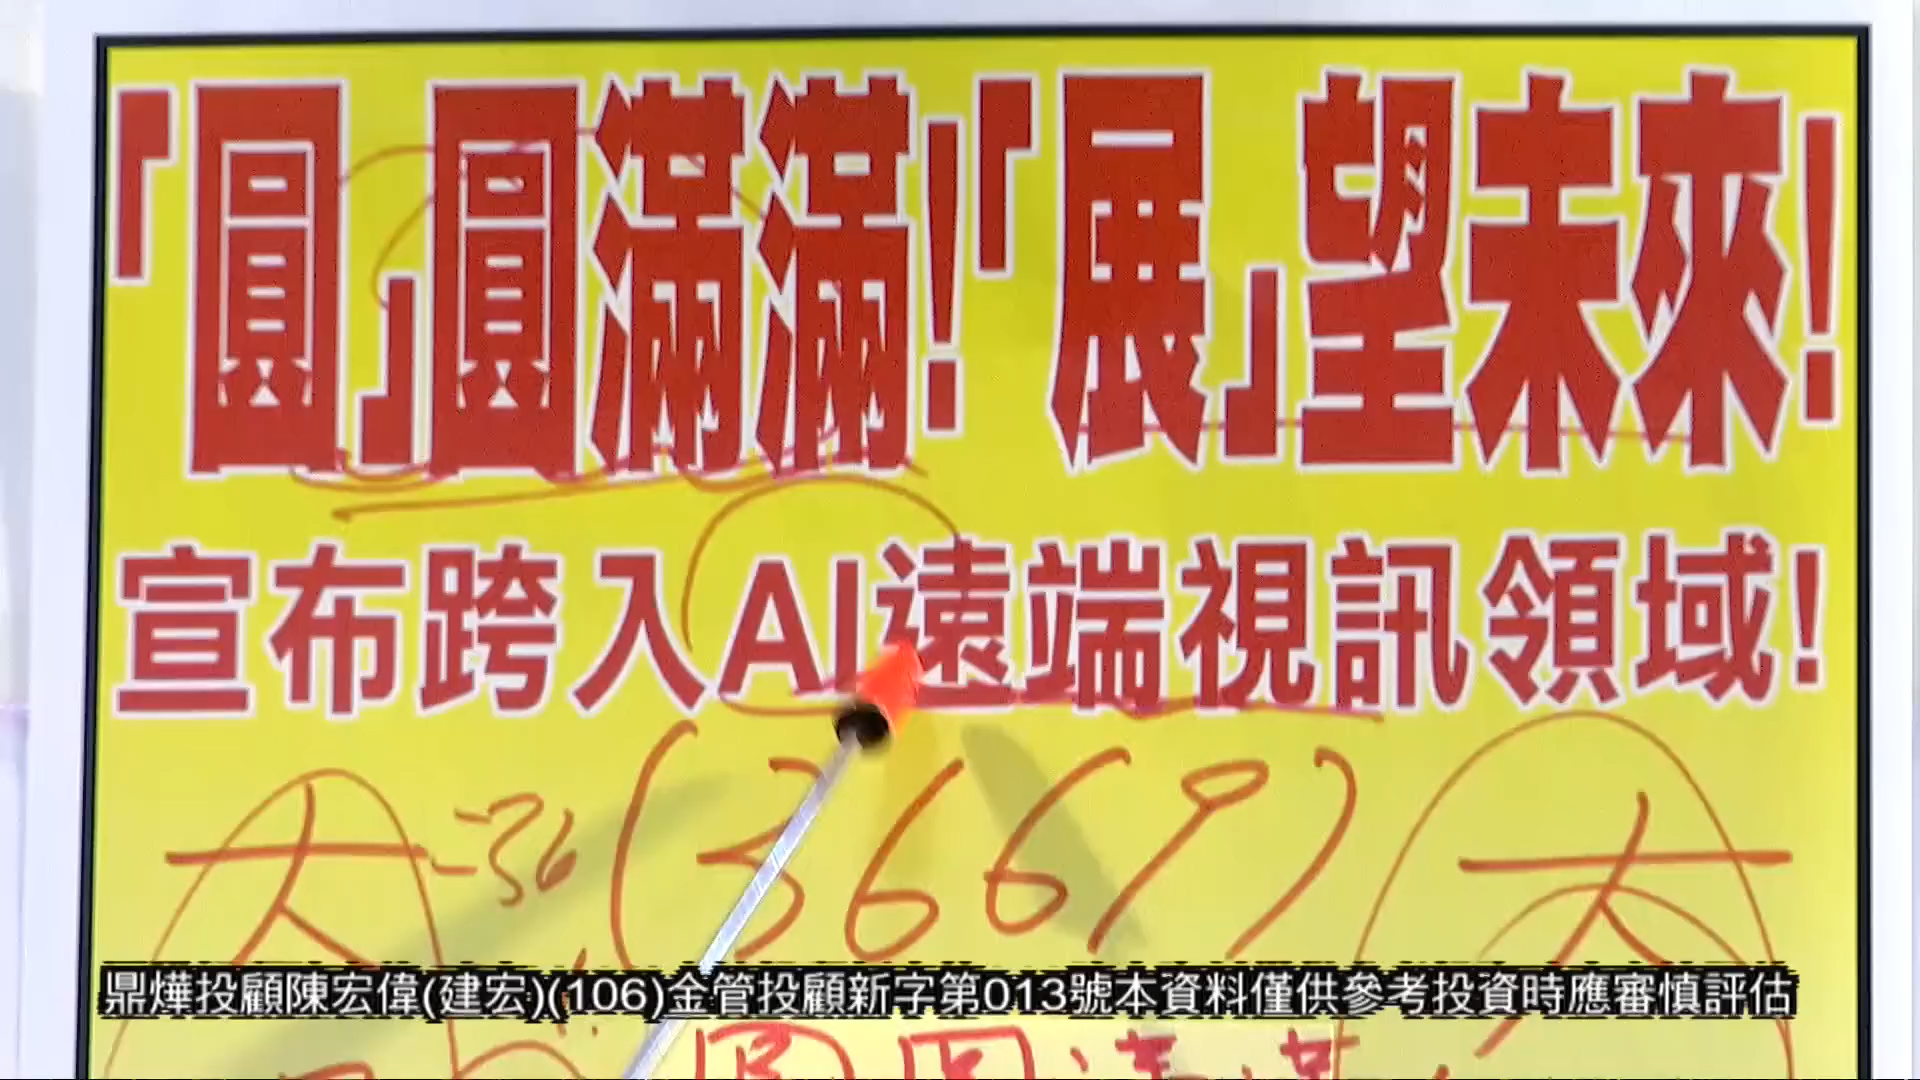 「圓」圓滿滿!「展」望未來!
宣布跨入AI遠端視訊領域!
大 -36 (3669) 大
鼎燁投顧陳宏偉(建宏)(106)金管投顧新字第013號本資料僅供參考投資時應審慎評估